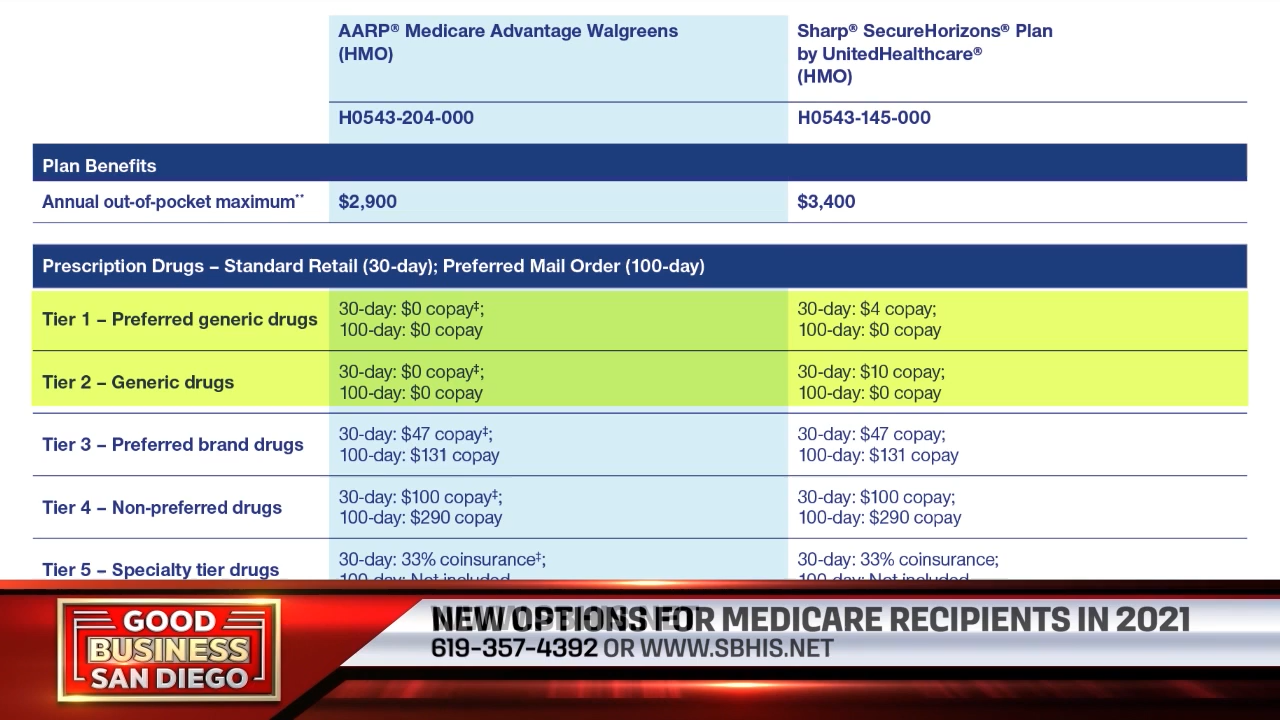 AARP® Medicare Advantage Walgreens
(HMO)
Sharp® SecureHorizons® Plan
by UnitedHealthcare®
(HMO)
H0543-204-000
H0543-145-000
Plan Benefits
Annual out-of-pocket maximum**
$2,900
$3,400
Prescription Drugs – Standard Retail (30-day); Preferred Mail Order (100-day)
Tier 1 – Preferred generic drugs
30-day: $0 copay‡;
100-day: $0 copay
30-day: $4 copay;
100-day: $0 copay
Tier 2 – Generic drugs
30-day: $0 copay‡;
100-day: $0 copay
30-day: $10 copay;
100-day: $0 copay
Tier 3 – Preferred brand drugs
30-day: $47 copay‡;
100-day: $131 copay
30-day: $47 copay;
100-day: $131 copay
Tier 4 – Non-preferred drugs
30-day: $100 copay‡;
100-day: $290 copay
30-day: $100 copay;
100-day: $290 copay
Tier 5 – Specialty tier drugs
30-day: 33% coinsurance‡;
100-day: Not included
30-day: 33% coinsurance;
100-day: Not included
GOOD
BUSINESS
SAN DIEGO
NEW OPTIONS FOR MEDICARE RECIPIENTS IN 2021
619-357-4392 OR WWW.SBHIS.NET